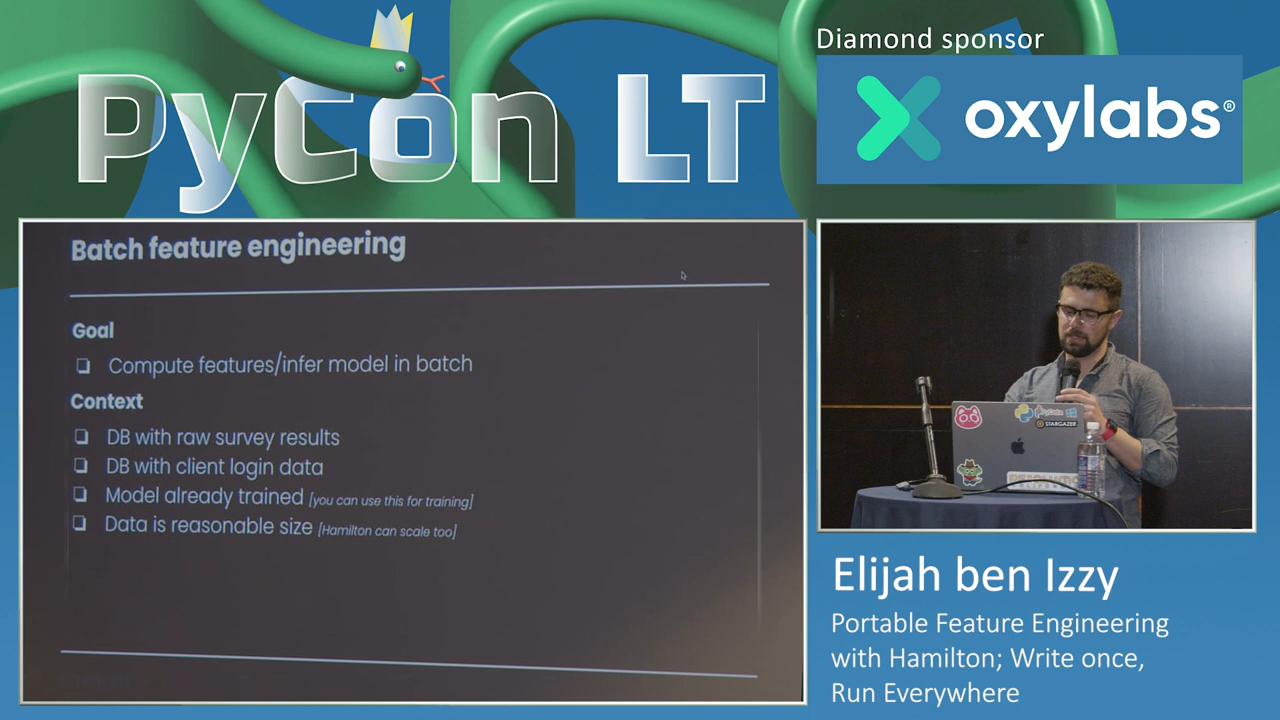 PyCon LT
Diamond sponsor
oxylabs®
Batch feature engineering
Goal
❏ Compute features/infer model in batch
Context
❏ DB with raw survey results
❏ DB with client login data
❏ Model already trained [you can use this for training]
❏ Data is reasonable size [Hamilton can scale too]
STARGAZER
Elijah ben Izzy
Portable Feature Engineering
with Hamilton; Write once,
Run Everywhere